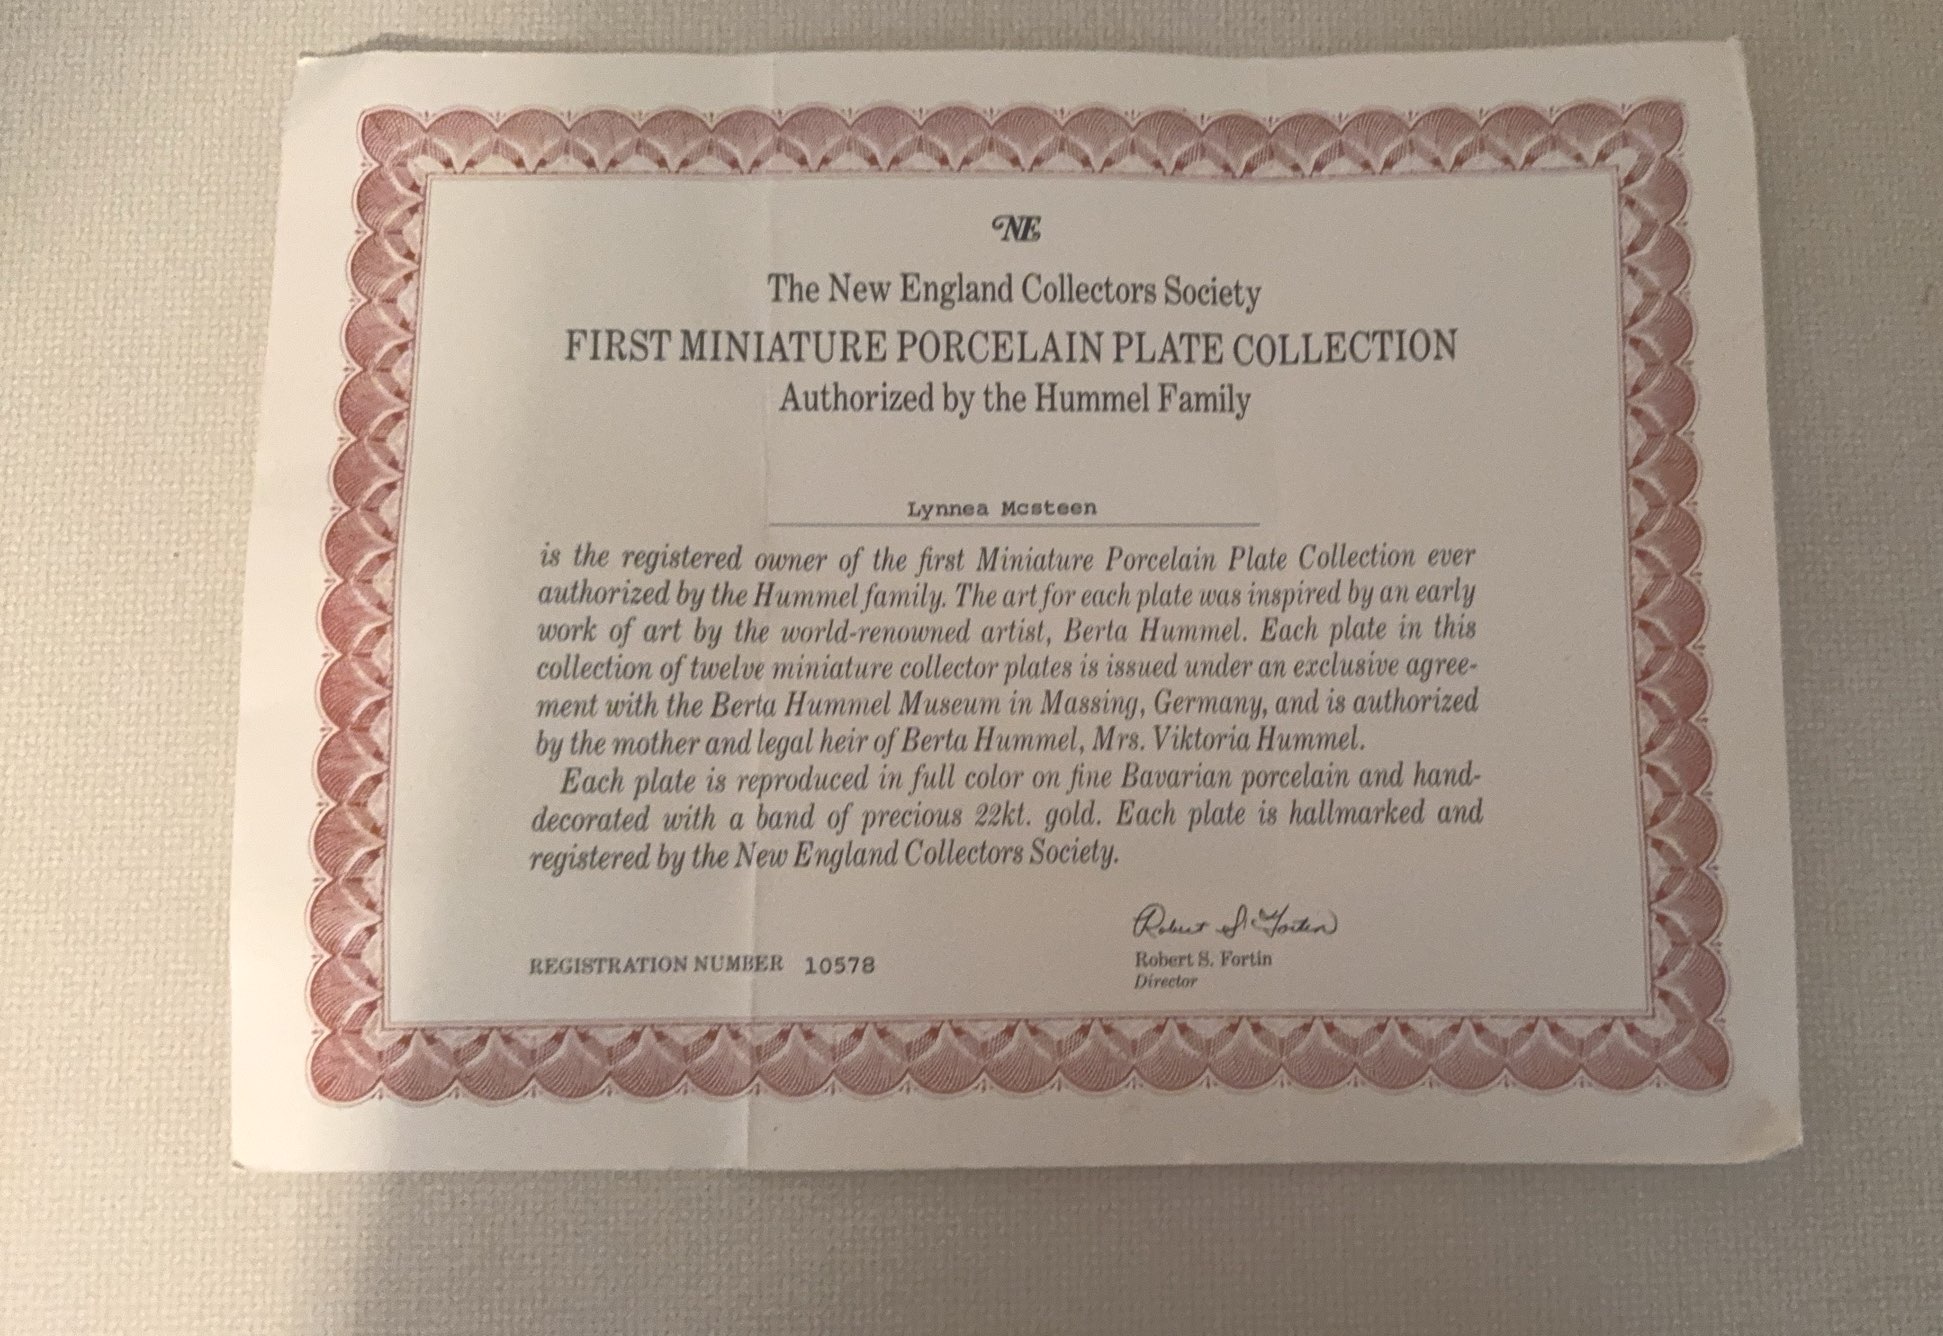 NE
The New England Collectors Society
FIRST MINIATURE PORCELAIN PLATE COLLECTION
Authorized by the Hummel Family
Lynnea Mcsteen
is the registered owner of the first Miniature Porcelain Plate Collection ever
authorized by the Hummel family. The art for each plate was inspired by an early
work of art by the world-renowned artist, Berta Hummel. Each plate in this
collection of twelve miniature collector plates is issued under an exclusive agree-
ment with the Berta Hummel Museum in Massing, Germany, and is authorized
by the mother and legal heir of Berta Hummel, Mrs. Viktoria Hummel.
Each plate is reproduced in full color on fine Bavarian porcelain and hand-
decorated with a band of precious 22kt. gold. Each plate is hallmarked and
registered by the New England Collectors Society.
Robert S. Fortin
REGISTRATION NUMBER 10578
Robert S. Fortin
Director